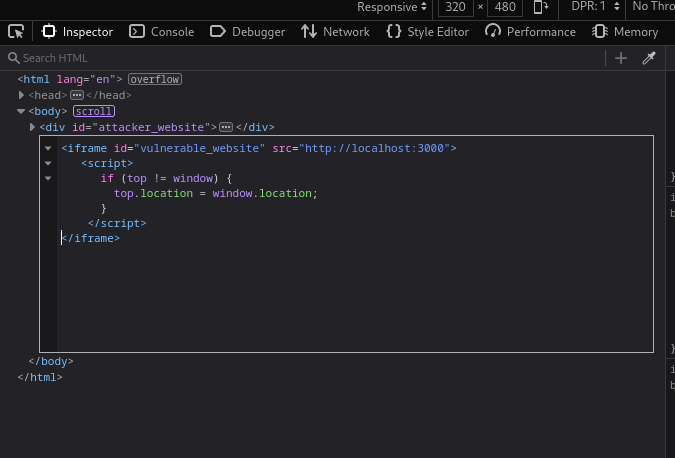 Responsive 320 × 480 DPR: 1 No Thro
Inspector Console Debugger Network Style Editor Performance Memory
Search HTML
<html lang="en"> overflow
<head> ••• </head>
<body> scroll
<div id="attacker_website"> ••• </div>
<iframe id="vulnerable_website" src="http://localhost:3000">
<script>
if (top != window) {
top.location = window.location;
}
</script>
</iframe>
</body>
</html>
}
i
b
}
i
b